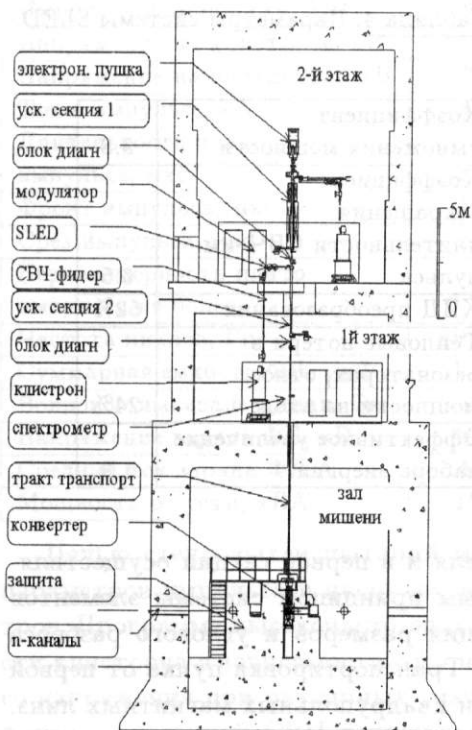 электрон. пушка
уск. секция 1
блок диагн
модулятор
SLED
СВЧ-фидер
уск. секция 2
блок диагн
клистрон
спектрометр
тракт транспорт
конвертер
защита
n-каналы
2-й этаж
5м
0
1-й этаж
зал
мишени